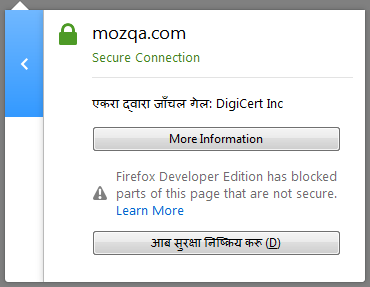 mozqa.com
Secure Connection
एकरा द्वारा जाँचल गेल: DigiCert Inc
More Information
Firefox Developer Edition has blocked
parts of this page that are not secure.
Learn More
आब सुरक्षा निष्क्रिय करू (D)